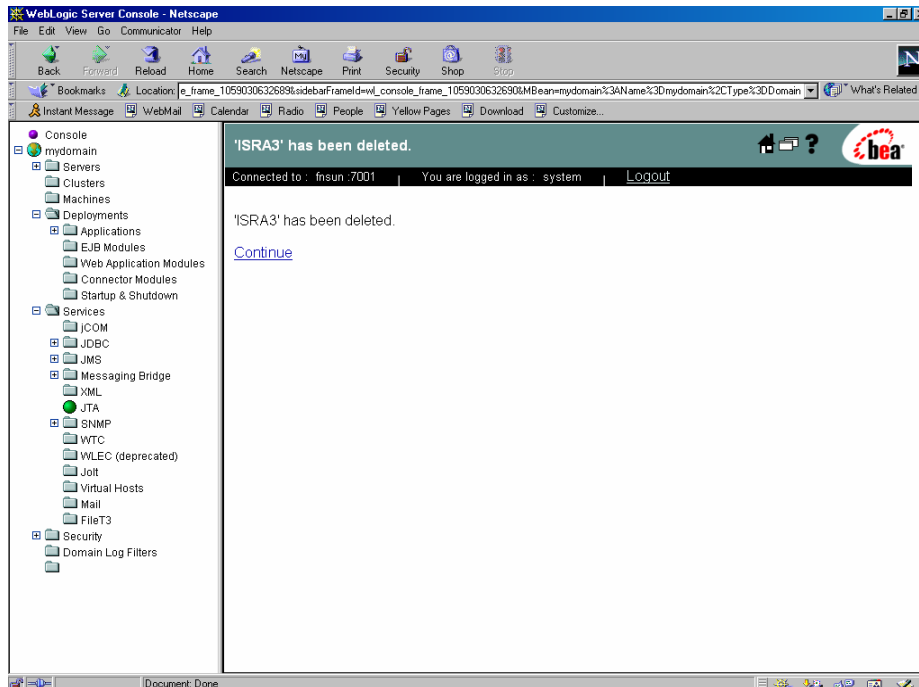 WebLogic Server Console - Netscape
File Edit View Go Communicator Help
My
Back Forward Reload Home Search Netscape Print Security Shop Stop
N
Bookmarks Location: e_frame_1059030632689&sidebarFrameId=wl_console_frame_1059030632690&MBean=mydomain%3AName%3Dmydomain%2CType%3DDomain What's Related
Instant Message WebMail Calendar Radio People Yellow Pages Download Customize...
Console
mydomain
Servers
Clusters
Machines
Deployments
Applications
EJB Modules
Web Application Modules
Connector Modules
Startup & Shutdown
Services
jCOM
JDBC
JMS
Messaging Bridge
XML
JTA
SNMP
WTC
WLEC (deprecated)
Jolt
Virtual Hosts
Mail
FileT3
Security
Domain Log Filters
'ISRA3' has been deleted.
?
bea
Connected to : fnsun :7001 | You are logged in as : system | Logout
'ISRA3' has been deleted.
Continue
Document: Done